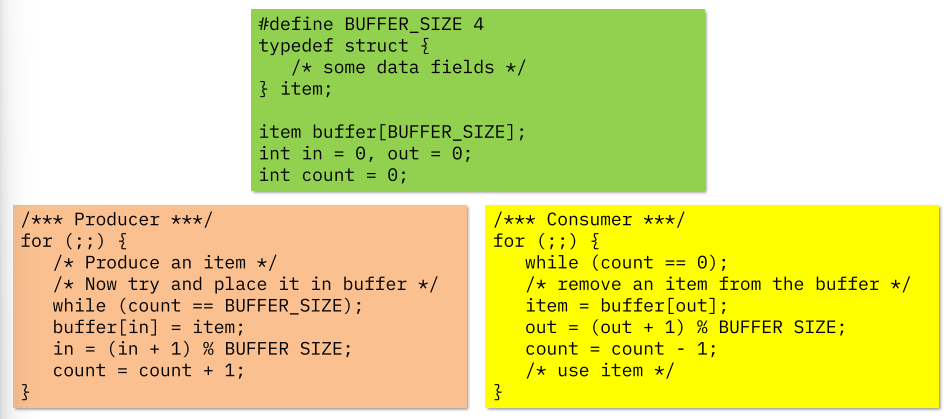 #define BUFFER_SIZE 4
typedef struct {
   /* some data fields */
} item;

item buffer[BUFFER_SIZE];
int in = 0, out = 0;
int count = 0;

/*** Producer ***/
for (;;) {
   /* Produce an item */
   /* Now try and place it in buffer */
   while (count == BUFFER_SIZE);
   buffer[in] = item;
   in = (in + 1) % BUFFER SIZE;
   count = count + 1;
}

/*** Consumer ***/
for (;;) {
   while (count == 0);
   /* remove an item from the buffer */
   item = buffer[out];
   out = (out + 1) % BUFFER SIZE;
   count = count - 1;
   /* use item */
}